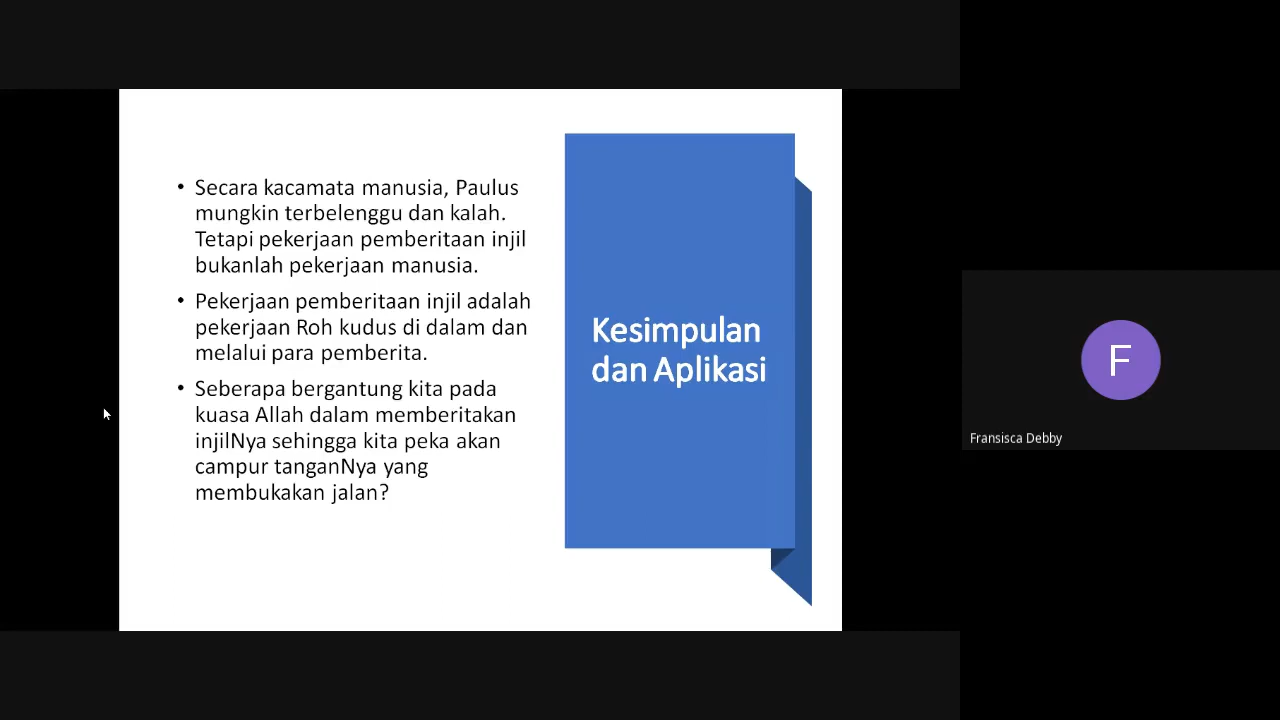 • Secara kacamata manusia, Paulus
mungkin terbelenggu dan kalah.
Tetapi pekerjaan pemberitaan injil
bukanlah pekerjaan manusia.
• Pekerjaan pemberitaan injil adalah
pekerjaan Roh kudus di dalam dan
melalui para pemberita.
• Seberapa bergantung kita pada
kuasa Allah dalam memberitakan
injilNya sehingga kita peka akan
campur tanganNya yang
membukakan jalan?
Kesimpulan
dan Aplikasi
F
Fransisca Debby